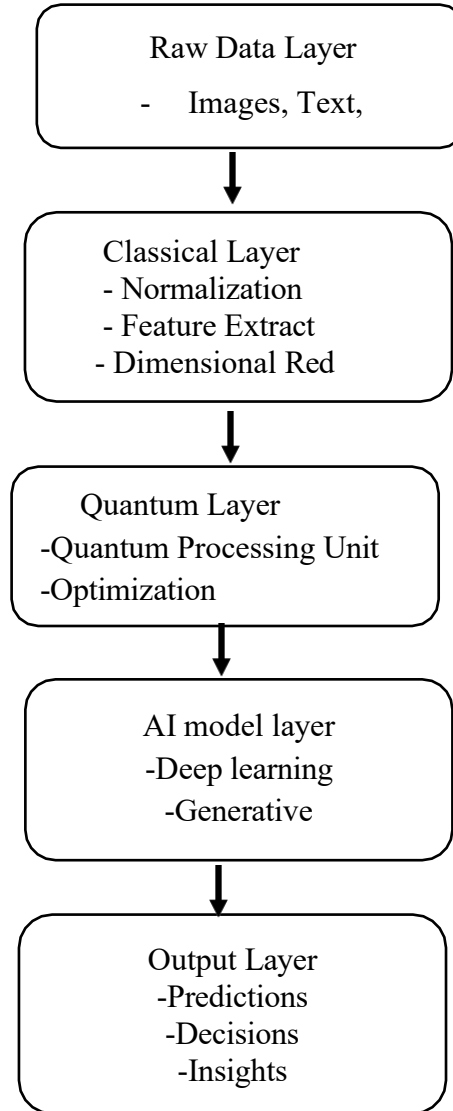 Raw Data Layer
- Images, Text,
Classical Layer
- Normalization
- Feature Extract
- Dimensional Red
Quantum Layer
-Quantum Processing Unit
-Optimization
AI model layer
-Deep learning
-Generative
Output Layer
-Predictions
-Decisions
-Insights